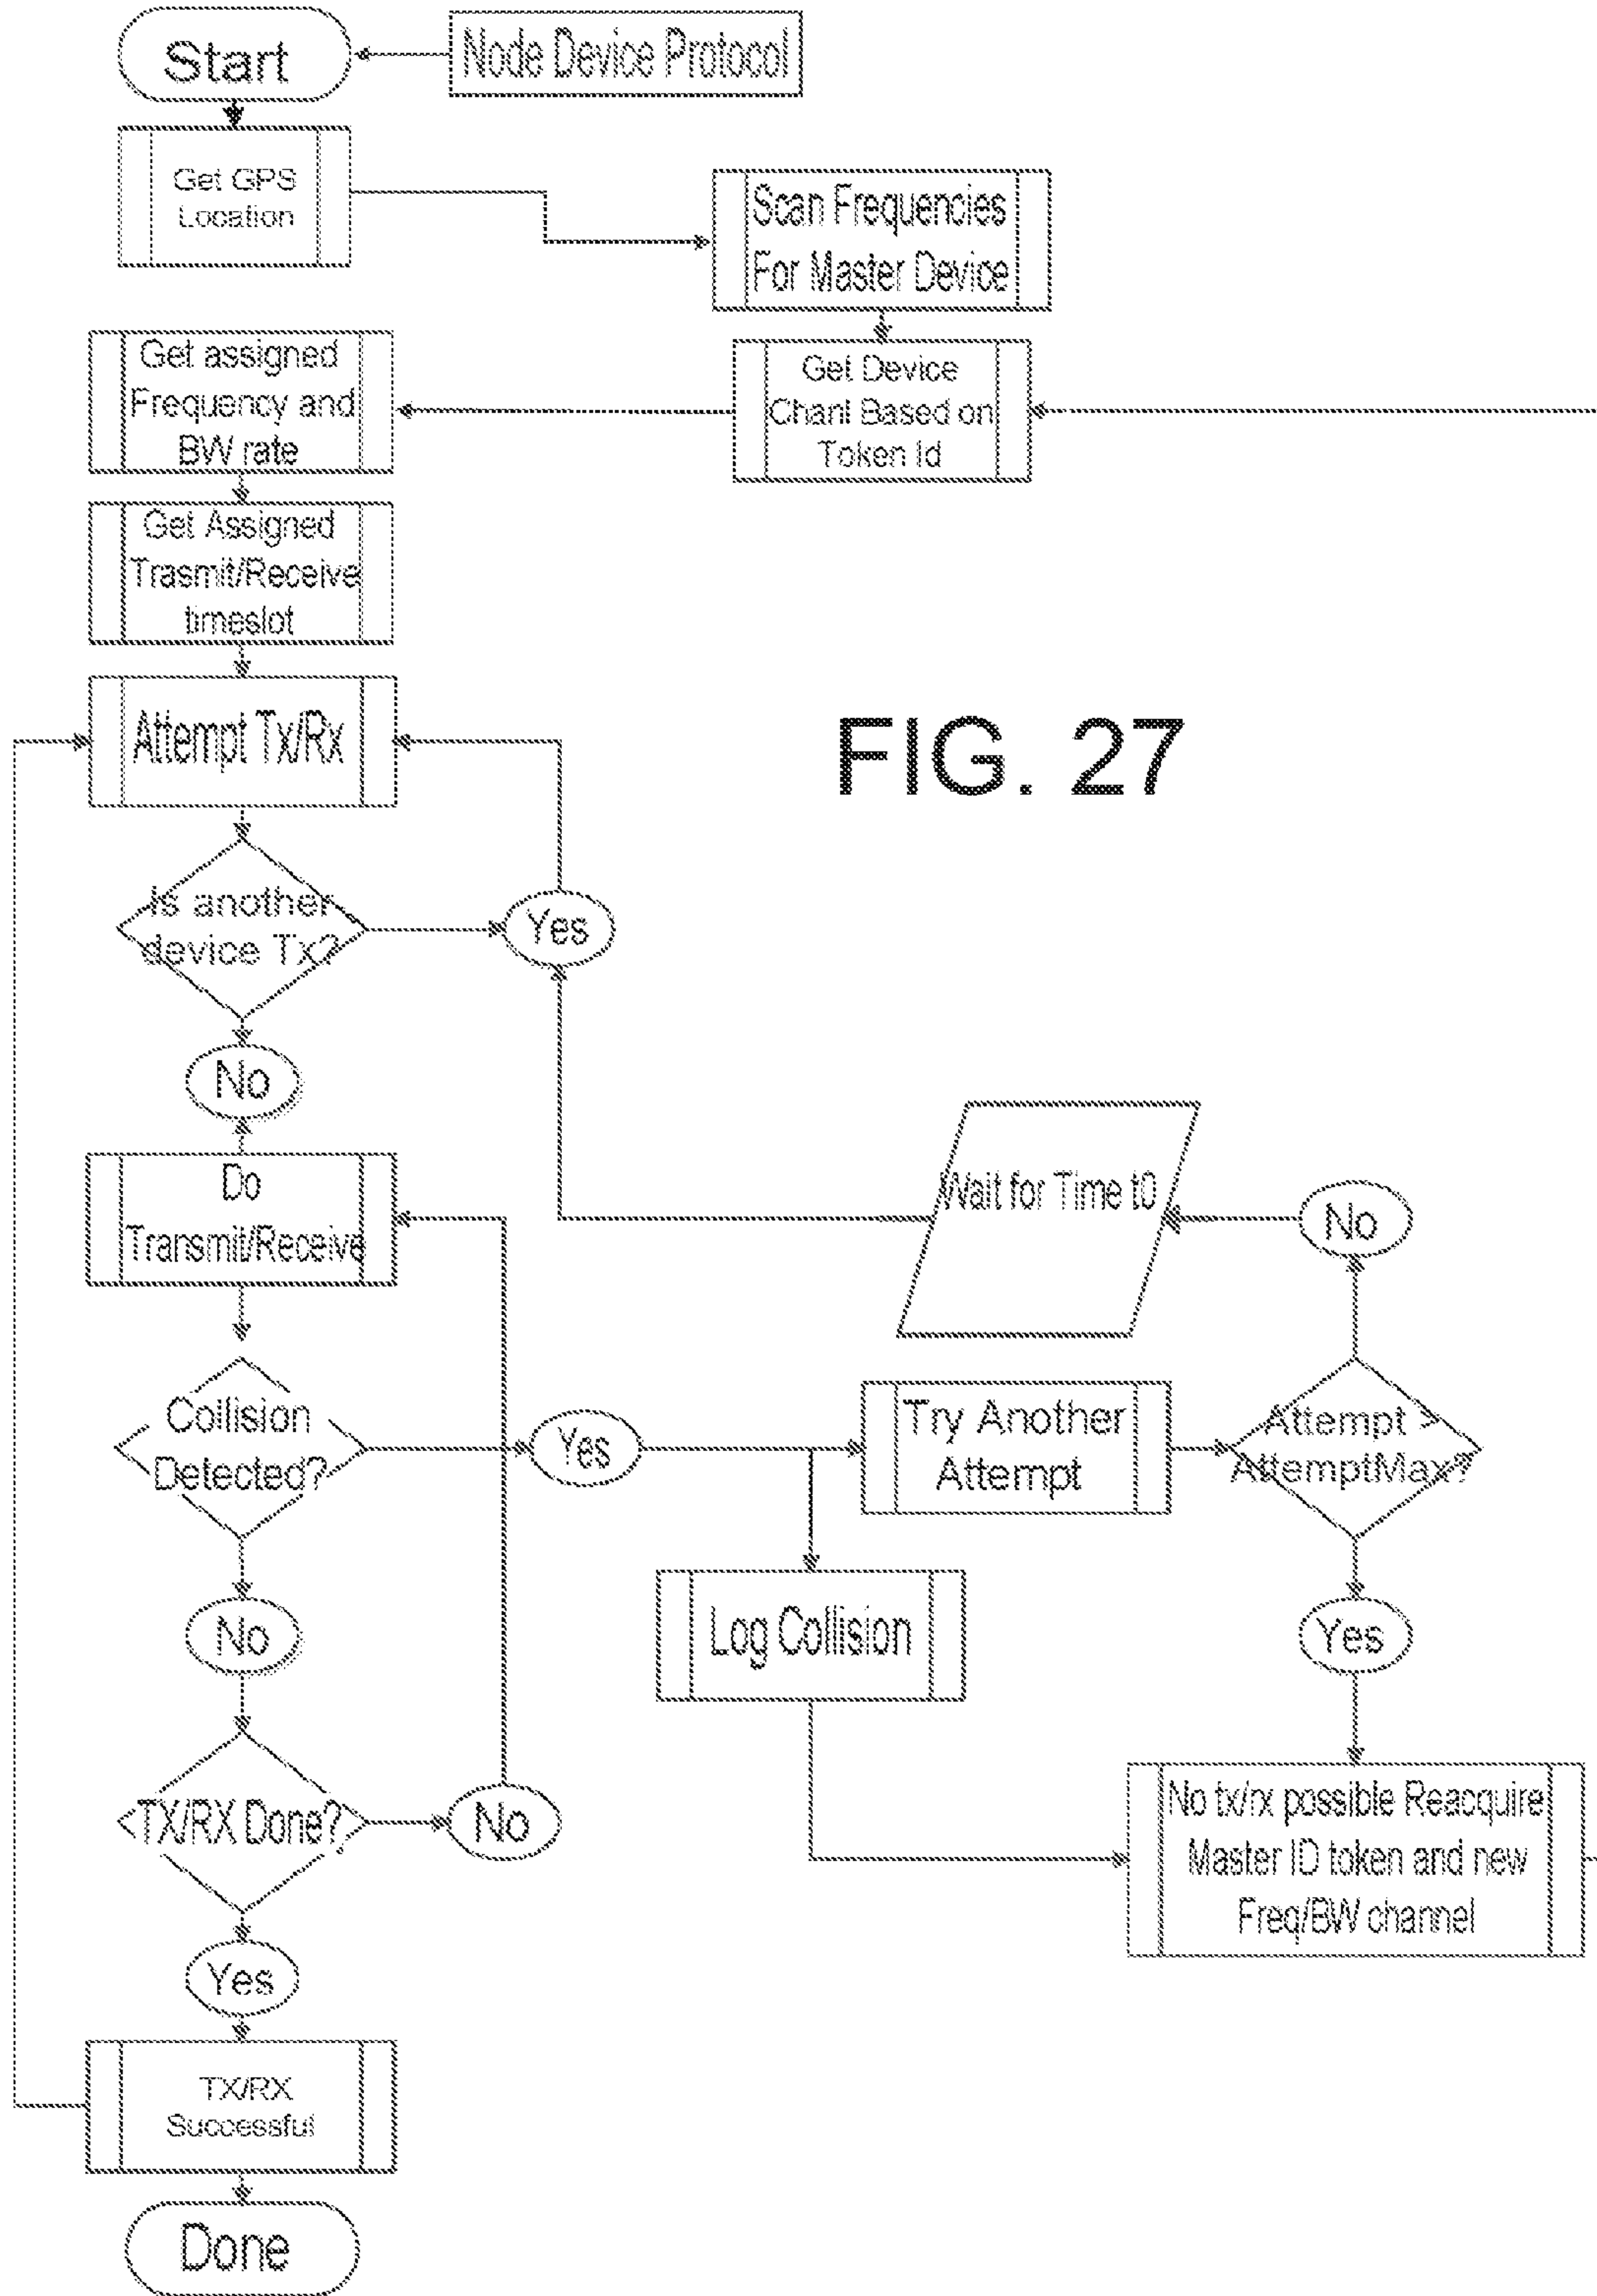 Start
Node Device Protocol
Get GPS
Location
Scan Frequencies
For Master Device
Get assigned
Frequency and
BW rate
Get Device
Chanl Based on
Token Id
Get Assigned
Trasmit/Receive
timeslot
Attempt Tx/Rx
FIG. 27
Is another
device Tx?
Yes
No
Do
Transmit/Receive
Wait for Time t0
No
Collision
Detected?
Yes
Try Another
Attempt
Attempt >
AttemptMax?
No
Log Collision
Yes
TX/RX Done?
No
No tx/rx possible Reacquire
Master ID token and new
Freq/BW channel
Yes
TX/RX
Successful
Done